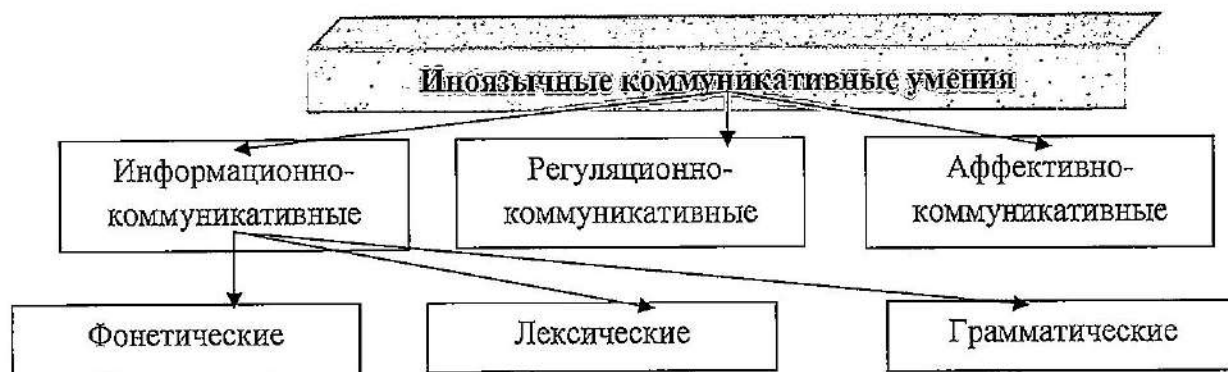 Иноязычные коммуникативные умения
Информационно-
коммуникативные
Регуляционно-
коммуникативные
Аффективно-
коммуникативные
Фонетические
Лексические
Грамматические